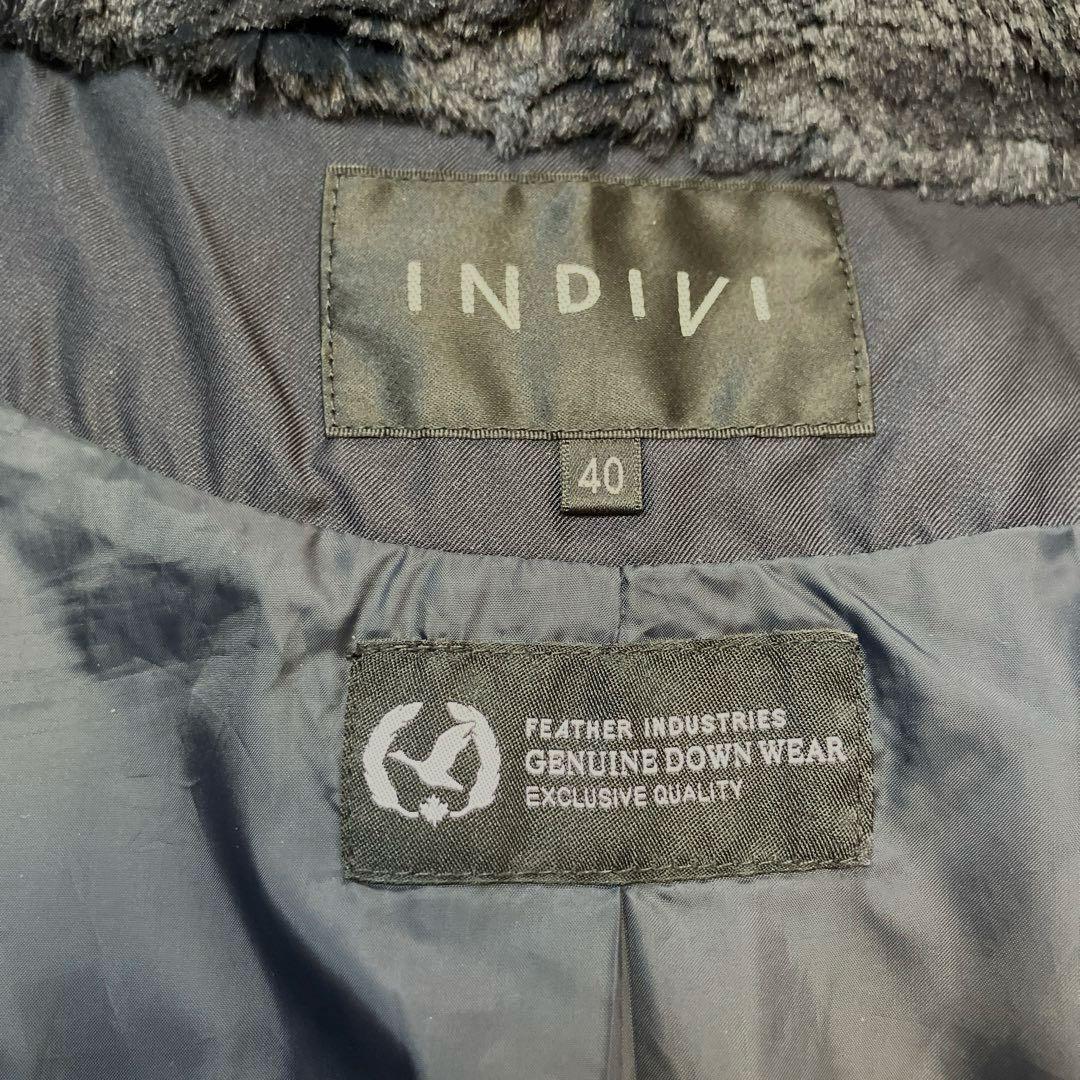 INDIVI
40
FEATHER INDUSTRIES
GENUINE DOWN WEAR
EXCLUSIVE QUALITY